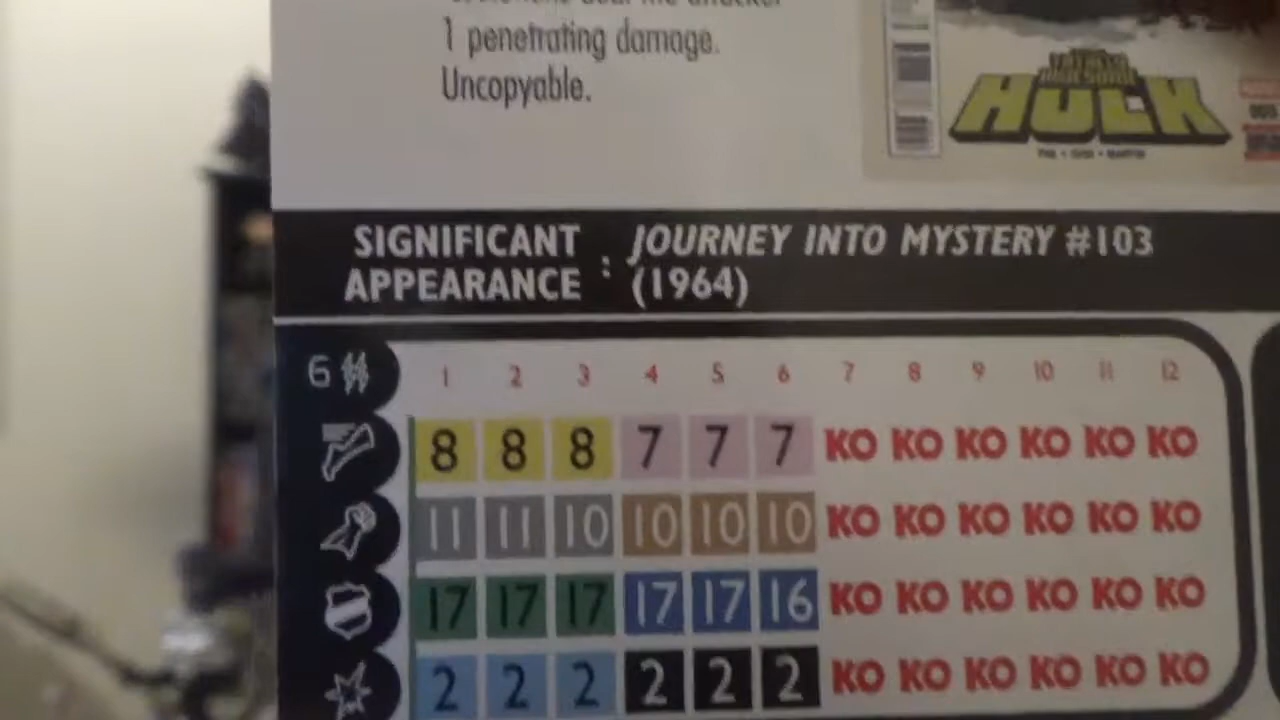 1 penetrating damage.
Uncopyable.
HULK
SIGNIFICANT APPEARANCE : JOURNEY INTO MYSTERY #103 (1964)
6 1 2 3 4 5 6 7 8 9 10 11 12
8 8 8 7 7 7 KO KO KO KO KO KO
11 11 10 10 10 10 KO KO KO KO KO KO
17 17 17 17 17 16 KO KO KO KO KO KO
2 2 2 2 2 2 KO KO KO KO KO KO